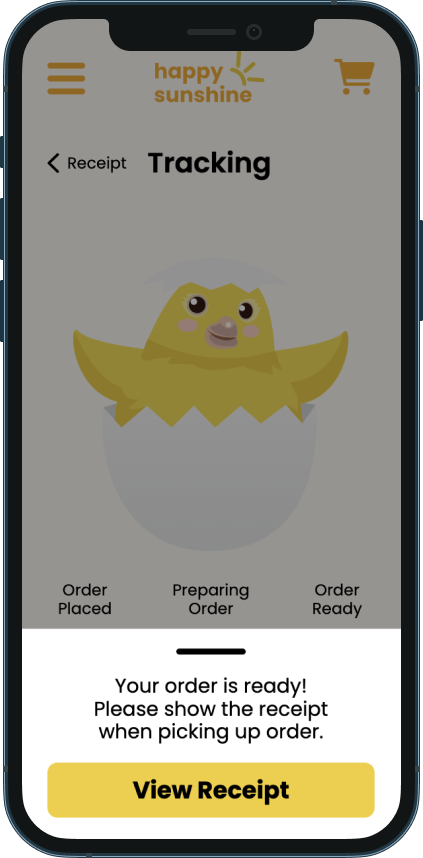 happy
sunshine
Receipt
Tracking
Order
Placed
Preparing
Order
Order
Ready
Your order is ready!
Please show the receipt
when picking up order.
View Receipt